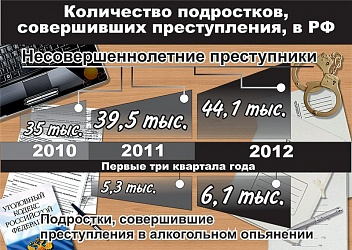 Количество подростков,
совершивших преступления, в РФ
Несовершеннолетние преступники
35 тыс.
39,5 тыс.
44,1 тыс.
2010
2011
2012
Первые три квартала года
5,3 тыс.
6,1 тыс.
УГОЛОВНЫЙ
КОДЕКС
РОССИЙСКОЙ
ФЕДЕРАЦИИ
Подростки, совершившие
преступления в алкогольном опьянении